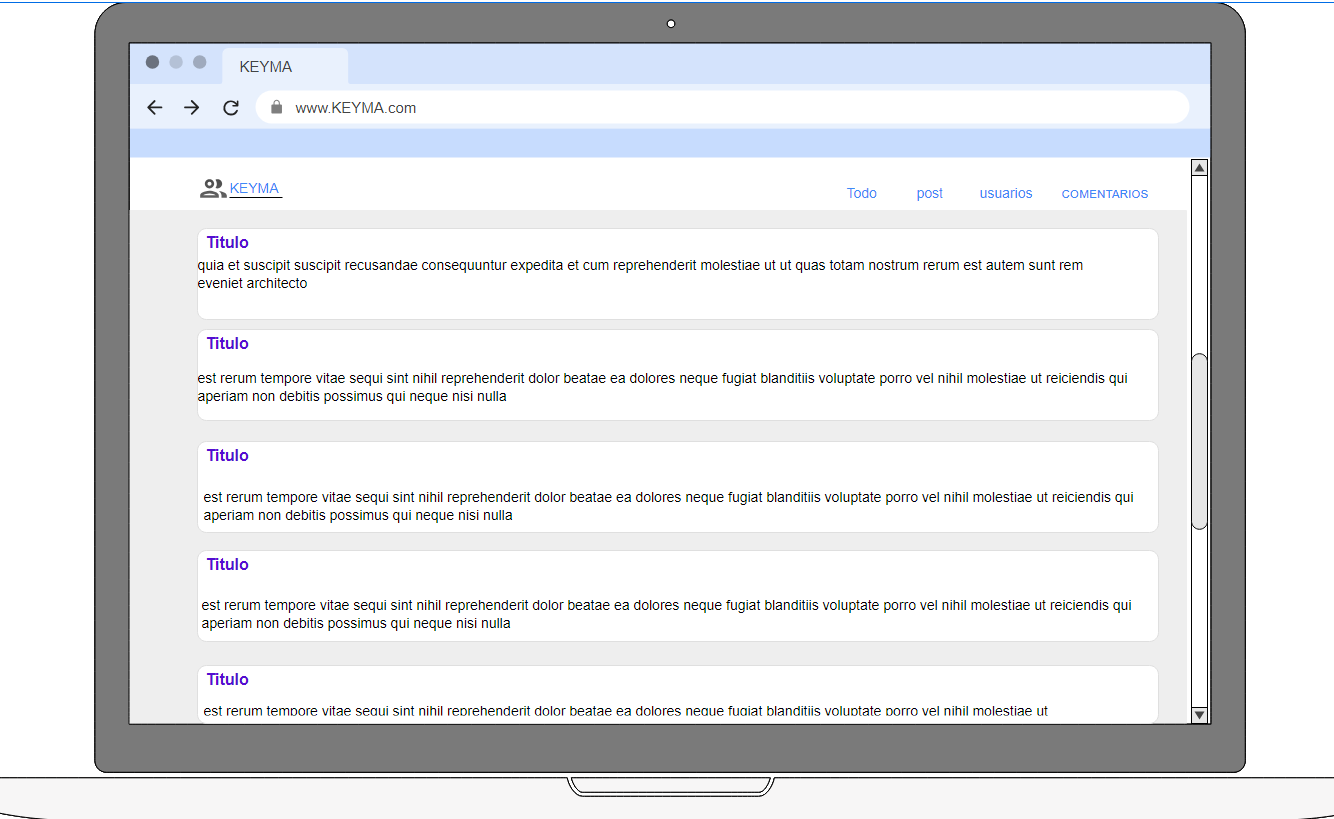 KEYMA
www.KEYMA.com
KEYMA
Todo post usuarios COMENTARIOS
Titulo
quia et suscipit suscipit recusandae consequuntur expedita et cum reprehenderit molestiae ut ut quas totam nostrum rerum est autem sunt rem
eveniet architecto
Titulo
est rerum tempore vitae sequi sint nihil reprehenderit dolor beatae ea dolores neque fugiat blanditiis voluptate porro vel nihil molestiae ut reiciendis qui
aperiam non debitis possimus qui neque nisi nulla
Titulo
est rerum tempore vitae sequi sint nihil reprehenderit dolor beatae ea dolores neque fugiat blanditiis voluptate porro vel nihil molestiae ut reiciendis qui
aperiam non debitis possimus qui neque nisi nulla
Titulo
est rerum tempore vitae sequi sint nihil reprehenderit dolor beatae ea dolores neque fugiat blanditiis voluptate porro vel nihil molestiae ut reiciendis qui
aperiam non debitis possimus qui neque nisi nulla
Titulo
est rerum tempore vitae sequi sint nihil reprehenderit dolor beatae ea dolores neque fugiat blanditiis voluptate porro vel nihil molestiae ut